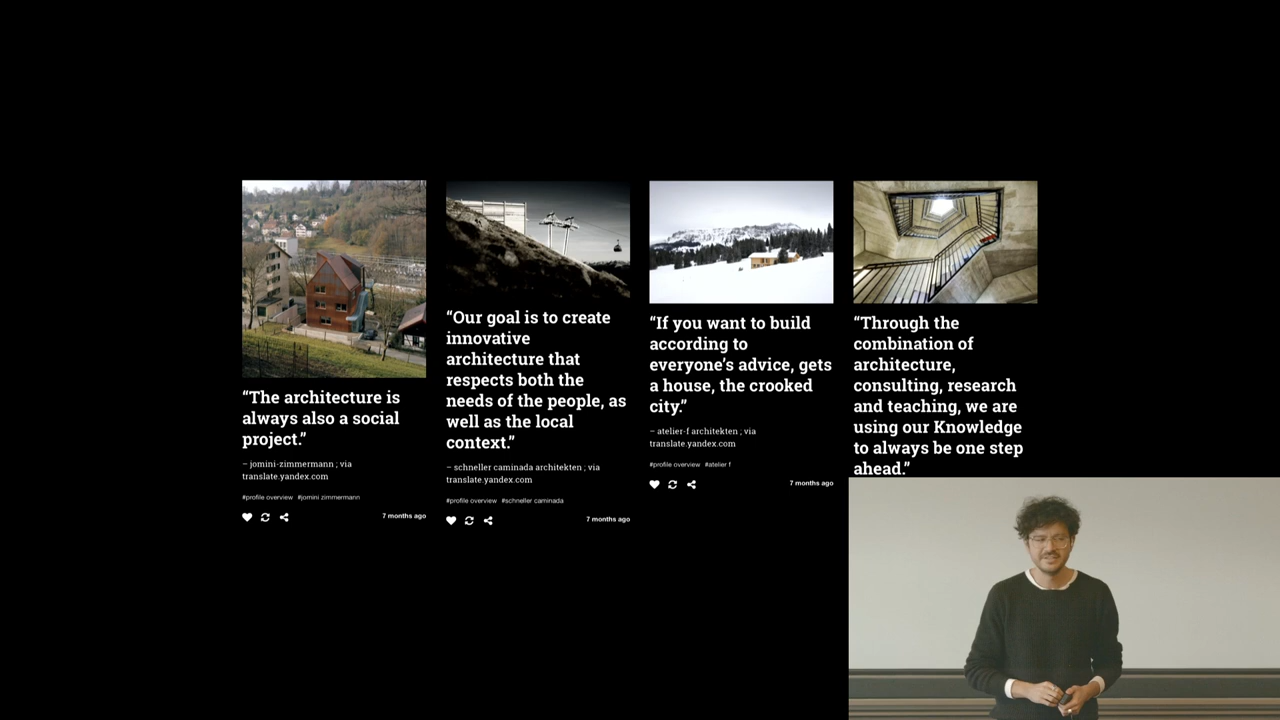 “The architecture is
always also a social
project.”
– jomini-zimmermann ; via
translate.yandex.com
#profile overview #jomini zimmermann
7 months ago
“Our goal is to create
innovative
architecture that
respects both the
needs of the people, as
well as the local
context.”
– schneller caminada architekten ; via
translate.yandex.com
#profile overview #schneller caminada
7 months ago
“If you want to build
according to
everyone’s advice, gets
a house, the crooked
city.”
– atelier-f architekten ; via
translate.yandex.com
#profile overview #atelier f
7 months ago
“Through the
combination of
architecture,
consulting, research
and teaching, we are
using our Knowledge
to always be one step
ahead.”